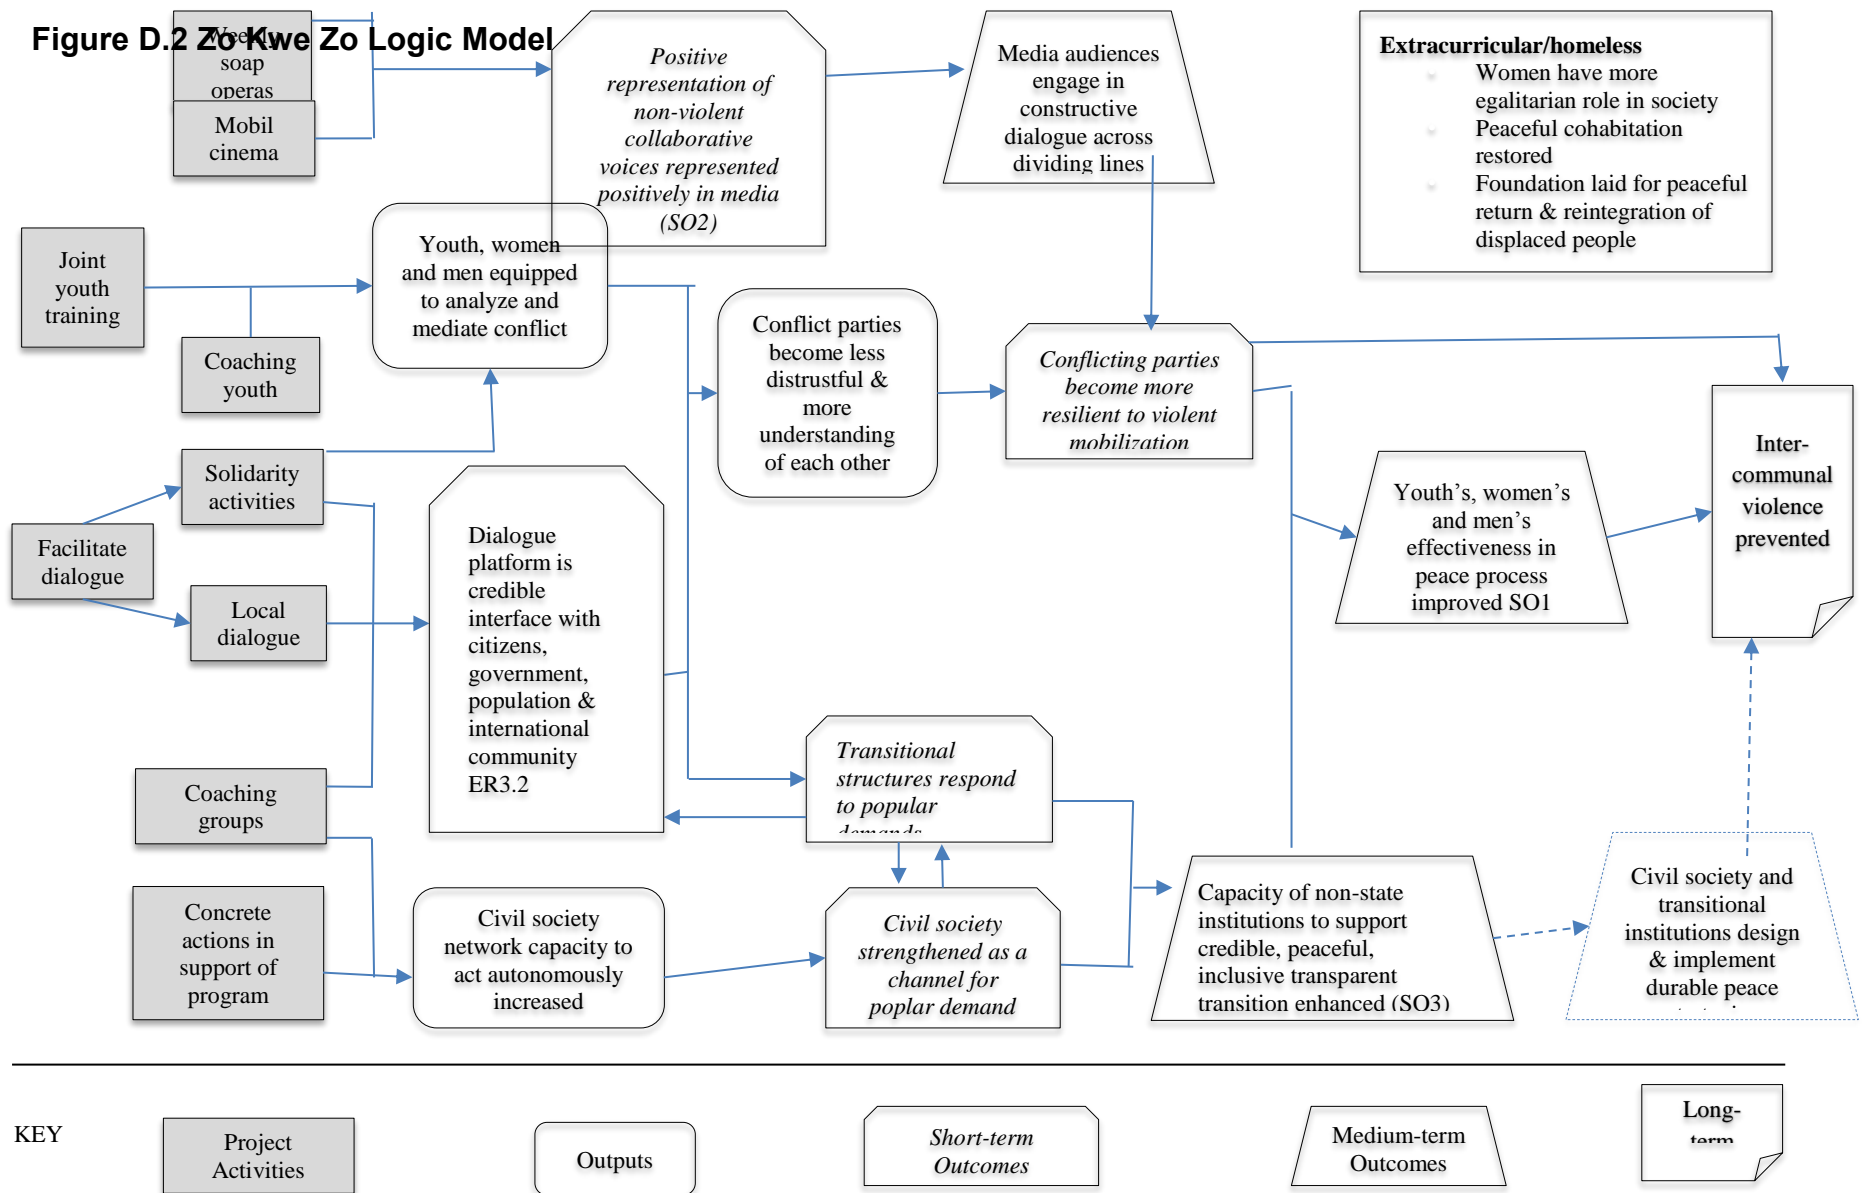 Figure D.2 Zo Kwe Zo Logic Model
Weekly
soap
operas
Mobil
cinema
Positive
representation of
non-violent
collaborative
voices represented
positively in media
(SO2)
Media audiences
engage in
constructive
dialogue across
dividing lines
Extracurricular/homeless
Women have more
egalitarian role in society
Peaceful cohabitation
restored
Foundation laid for peaceful
return & reintegration of
displaced people
Joint
youth
training
Coaching
youth
Youth, women
and men equipped
to analyze and
mediate conflict
Conflict parties
become less
distrustful &
more
understanding
of each other
Conflicting parties
become more
resilient to violent
mobilization
Inter-
communal
violence
prevented
Solidarity
activities
Facilitate
dialogue
Local
dialogue
Dialogue
platform is
credible
interface with
citizens,
government,
population &
international
community
ER3.2
Youth's, women's
and men's
effectiveness in
peace process
improved SO1
Coaching
groups
Transitional
structures respond
to popular
demands
Concrete
actions in
support of
program
Civil society
network capacity to
act autonomously
increased
Civil society
strengthened as a
channel for
poplar demand
Capacity of non-state
institutions to support
credible, peaceful,
inclusive transparent
transition enhanced (SO3)
Civil society and
transitional
institutions design
& implement
durable peace
KEY
Project
Activities
Outputs
Short-term
Outcomes
Medium-term
Outcomes
Long-
term